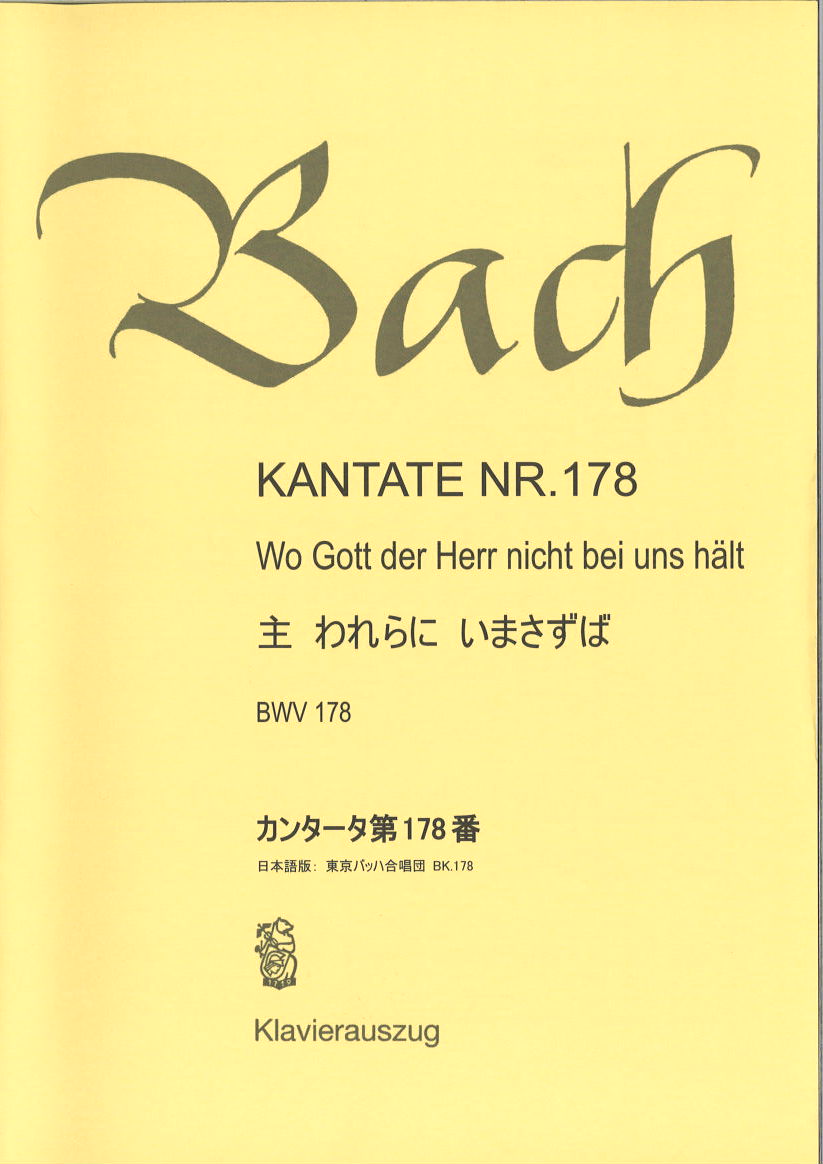 Bach
KANTATE NR.178
Wo Gott der Herr nicht bei uns hält
主 われらに いまさずば
BWV 178
カンタータ第178番
日本語版： 東京バッハ合唱団 BK.178
1719
Klavierauszug